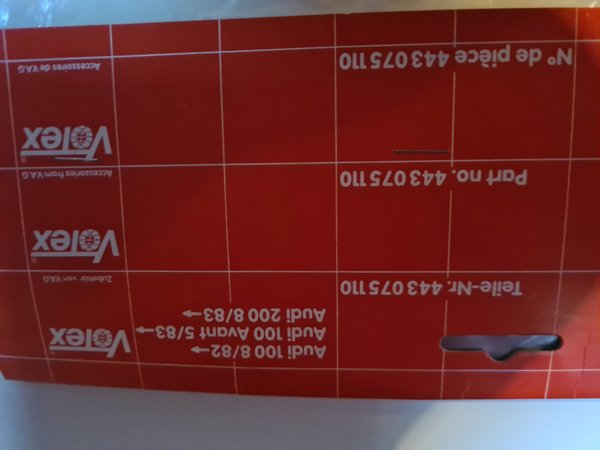 Audi 100 8/82→
Audi 100 Avant 5/83→
Audi 200 8/83→
Votex®
Teile-Nr. 443 075 110
Zubehör von V.A.G
Votex®
Part no. 443 075 110
Accessories from V.A.G
Votex®
N° de pièce 443 075 110
Accessoires de V.A.G